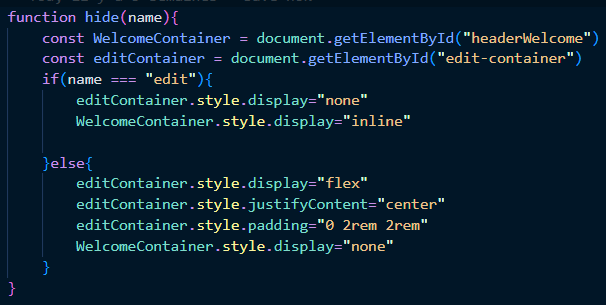 function hide(name){
    const WelcomeContainer = document.getElementById("headerWelcome")
    const editContainer = document.getElementById("edit-container")
    if(name === "edit"){
        editContainer.style.display="none"
        WelcomeContainer.style.display="inline"
    }else{
        editContainer.style.display="flex"
        editContainer.style.justifyContent="center"
        editContainer.style.padding="0 2rem 2rem"
        WelcomeContainer.style.display="none"
    }
}